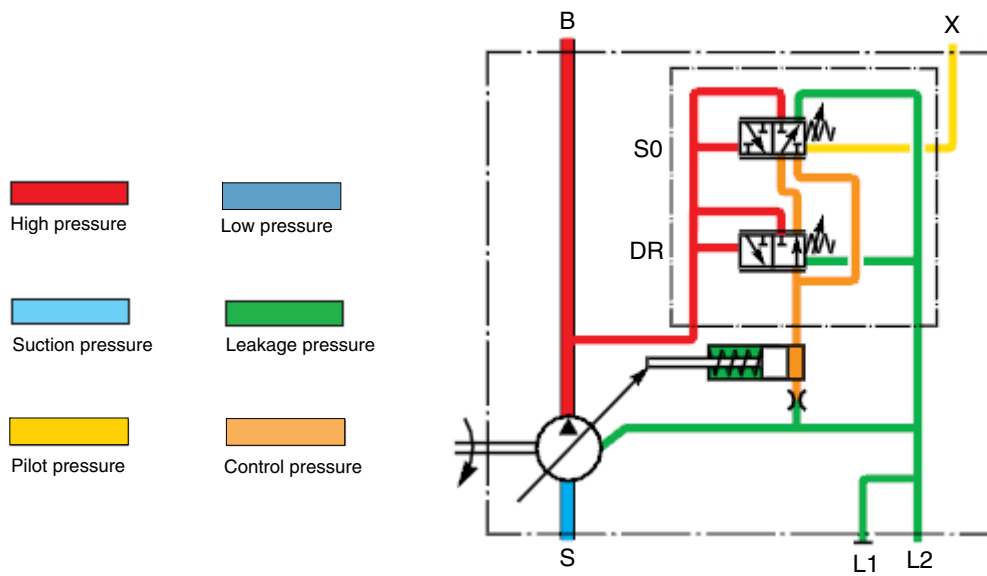 High pressure
Low pressure
Suction pressure
Leakage pressure
Pilot pressure
Control pressure
B
X
S0
DR
S
L1
L2